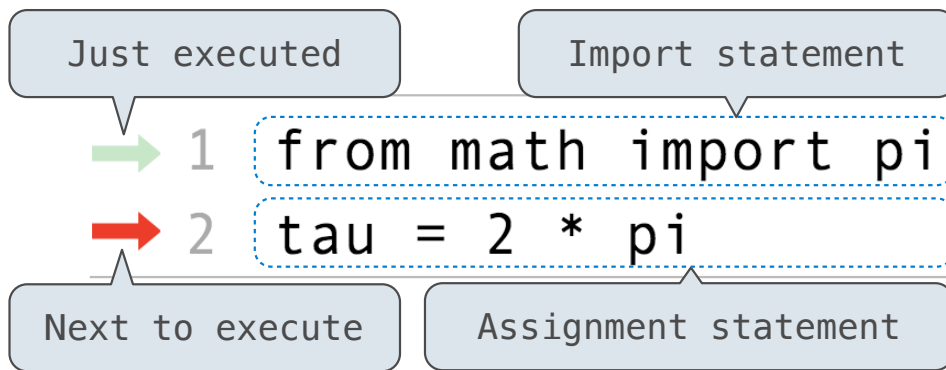 Just executed
Import statement
1 from math import pi
2 tau = 2 * pi
Next to execute
Assignment statement